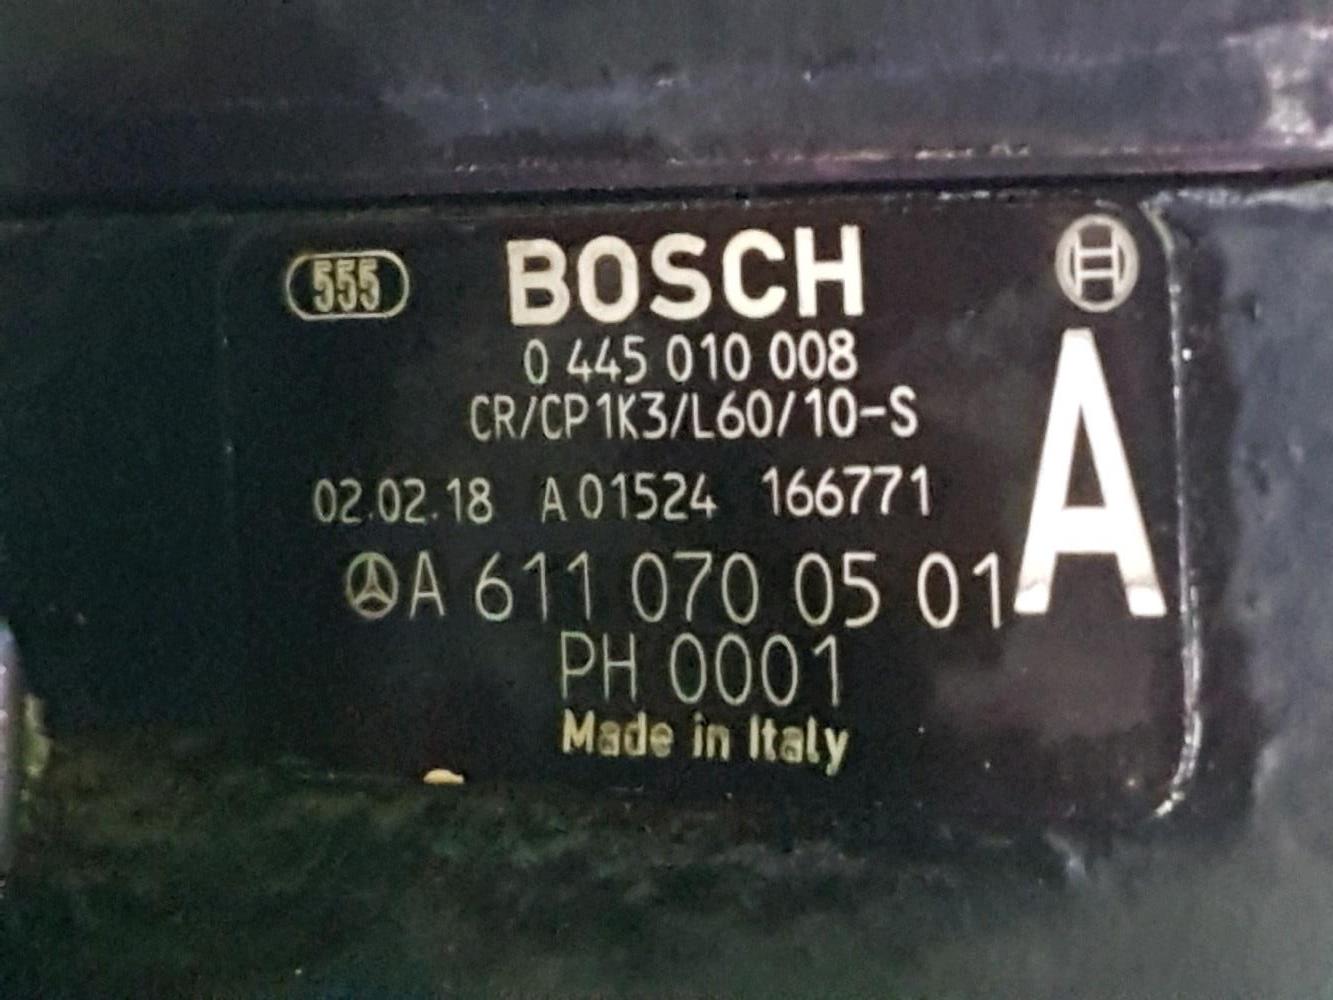 555 BOSCH
0 445 010 008
CR/CP1K3/L60/10-S
A
02.02.18 A01524 166771
A 611 070 05 01
PH 0001
Made in Italy